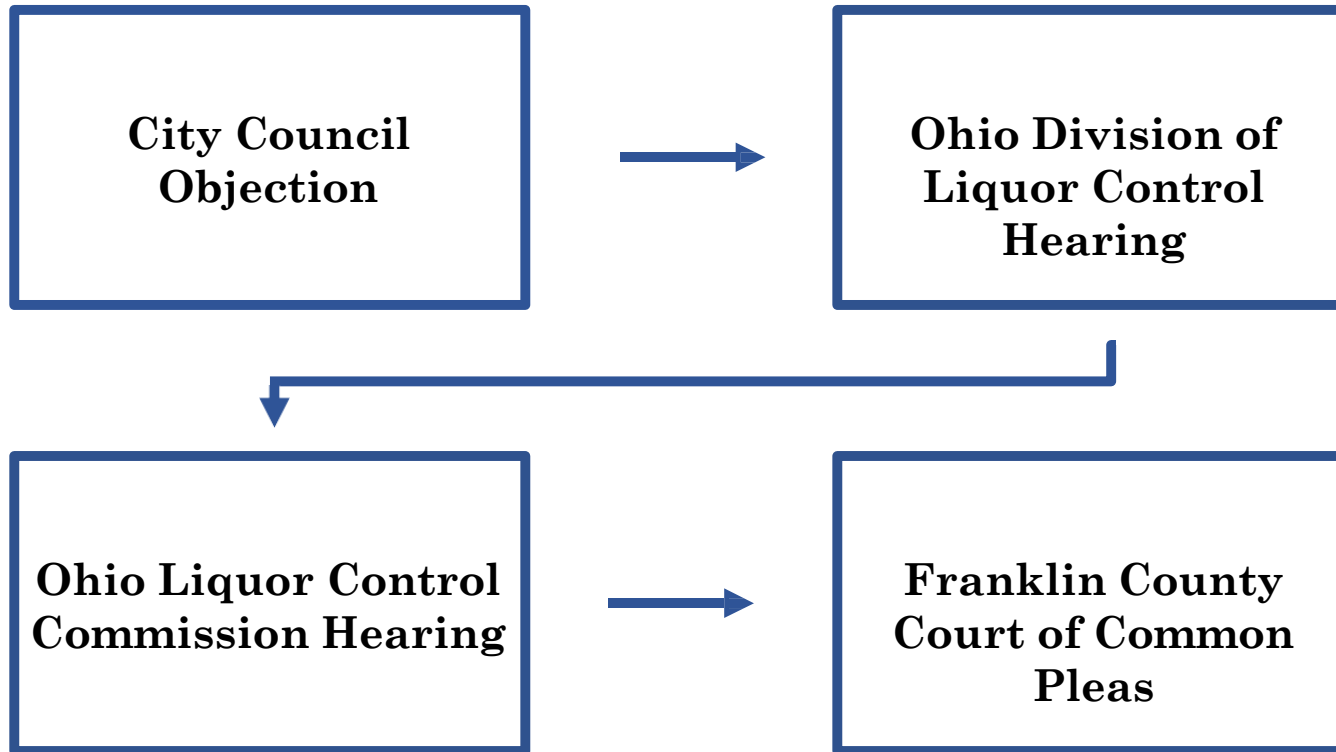 City Council
Objection
Ohio Division of
Liquor Control
Hearing
Ohio Liquor Control
Commission Hearing
Franklin County
Court of Common
Pleas